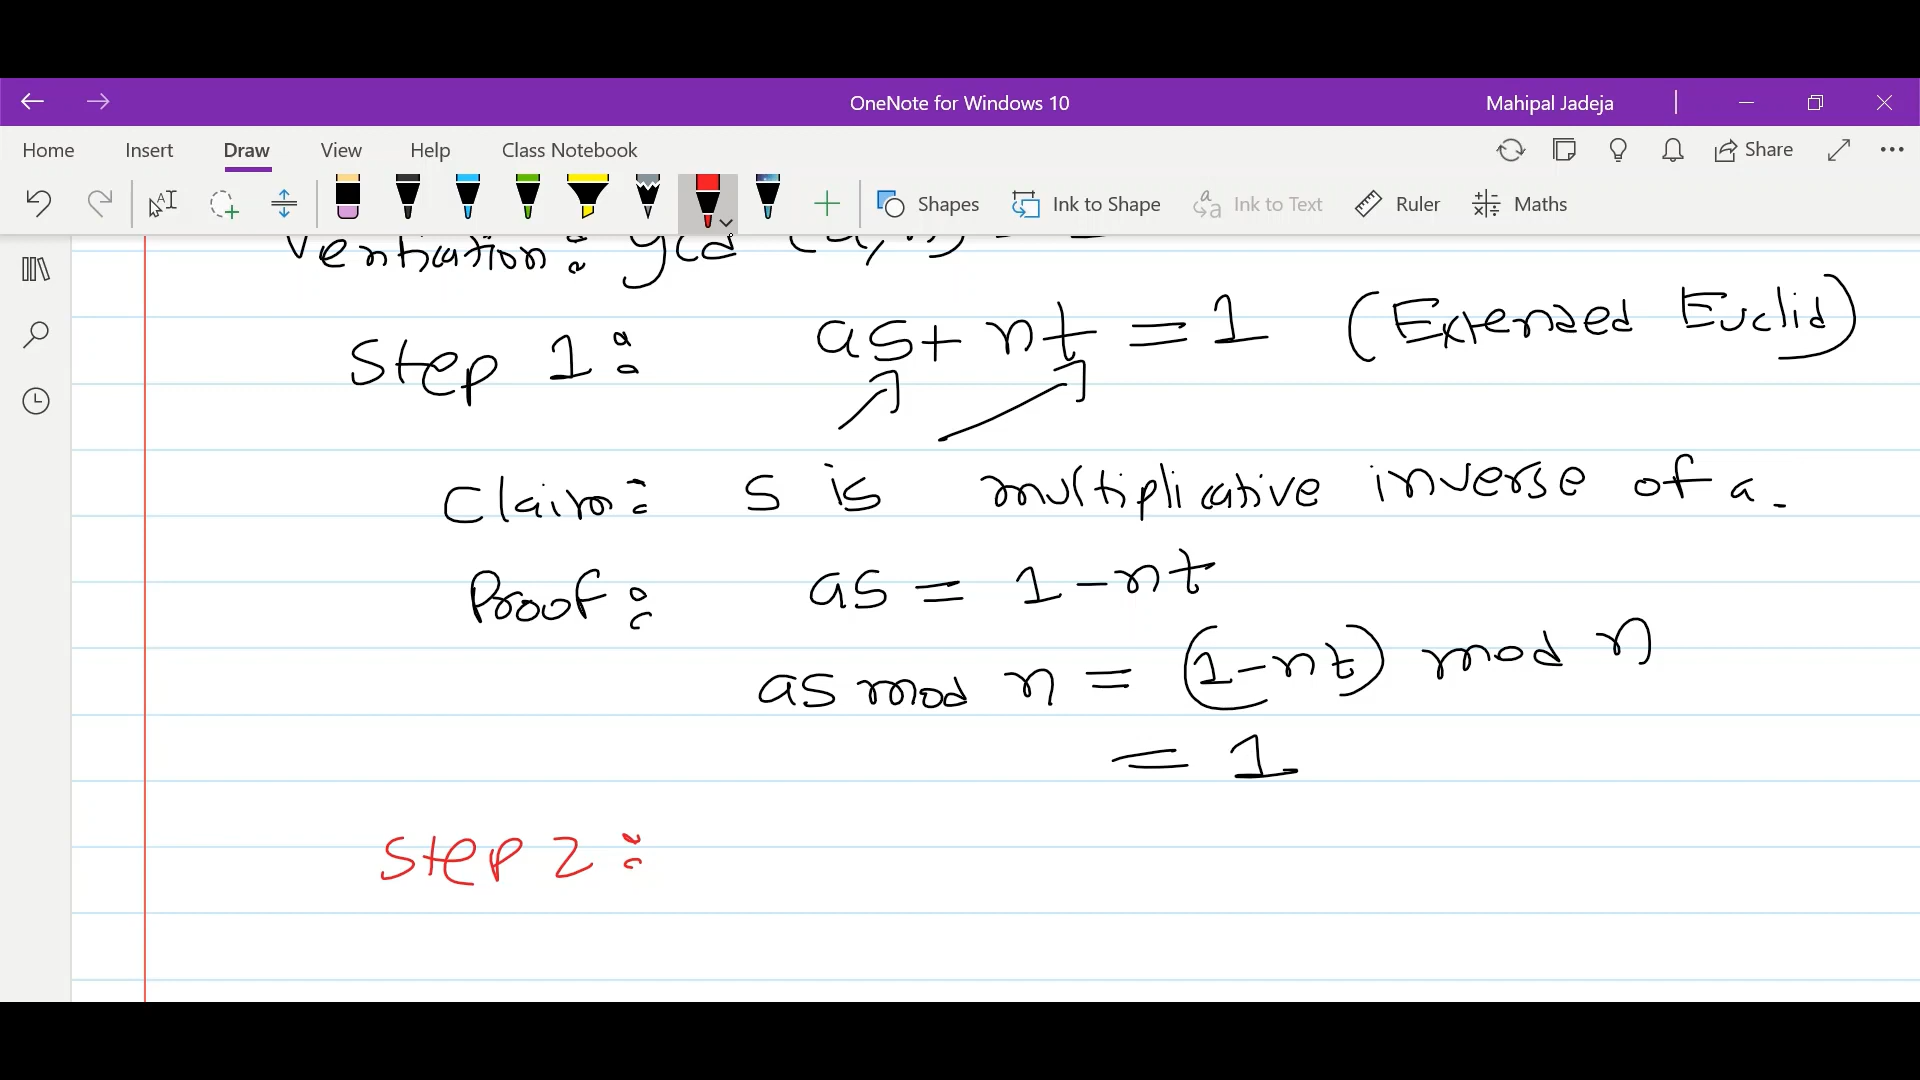 OneNote for Windows 10
Mahipal Jadeja
Home Insert Draw View Help Class Notebook
Share
Shapes Ink to Shape Ink to Text Ruler Maths
Step 1: as + nt = 1 (Extended Euclid)
Claim: s is multiplicative inverse of a.
Proof: as = 1 - nt
as mod n = (1 - nt) mod n
= 1
Step 2: